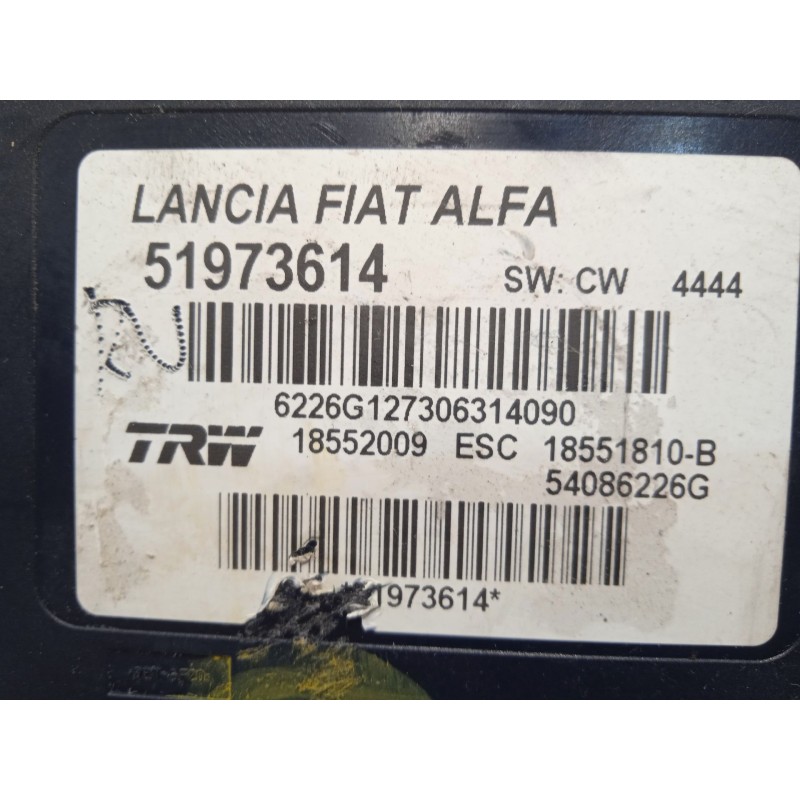 LANCIA FIAT ALFA
51973614 SW: CW 4444
6226G127306314090
TRW 18552009 ESC 18551810-B
54086226G
1973614*